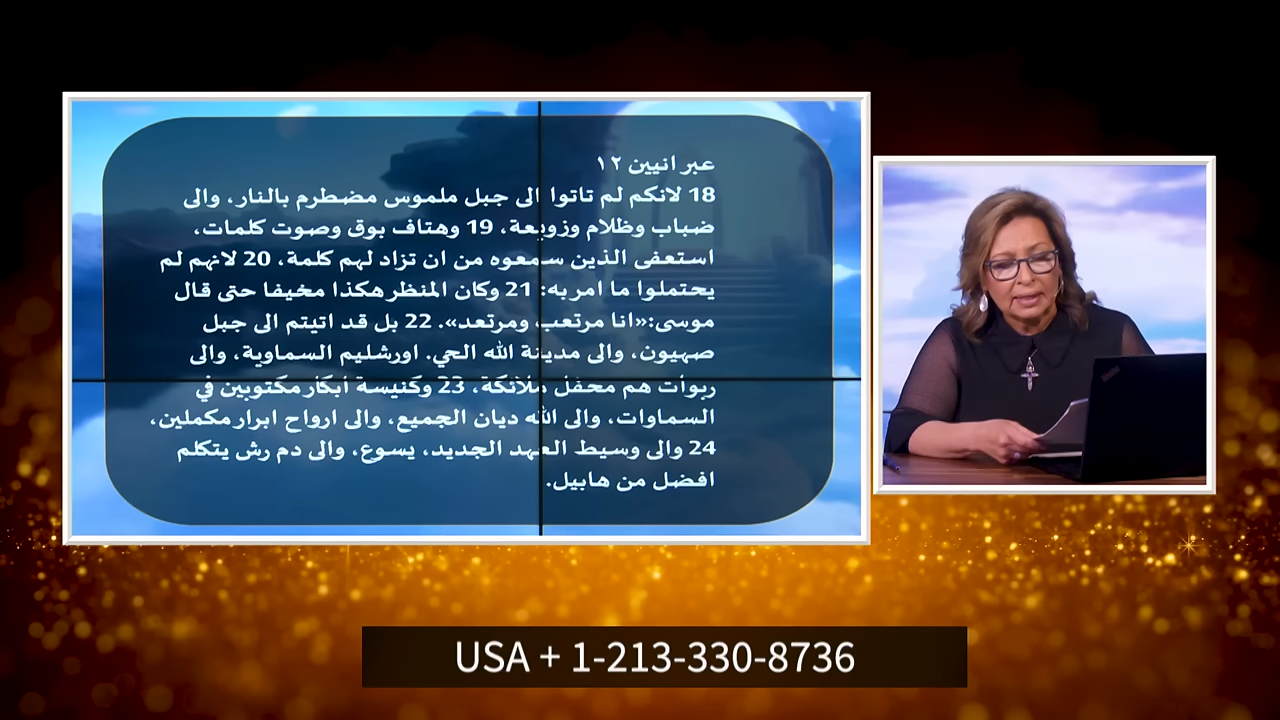 عبرانيين ١٢
18 لانكم لم تاتوا الى جبل ملموس مضطرم بالنار، والى
ضباب وظلام وزوبعة، 19 وهتاف بوق وصوت كلمات،
استعفى الذين سمعوه من ان تزاد لهم كلمة، 20 لانهم لم
يحتملوا ما امر به: 21 وكان المنظر هكذا مخيفا حتى قال
موسى:«انا مرتعب ومرتعد». 22 بل قد اتيتم الى جبل
صهيون، والى مدينة الله الحي. اورشليم السماوية، والى
ربوات هم محفل ملائكة، 23 وكنيسة أبكار مكتوبين في
السماوات، والى الله ديان الجميع، والى ارواح ابرار مكملين،
24 والى وسيط العهد الجديد، يسوع، والى دم رش يتكلم
افضل من هابيل.
USA + 1-213-330-8736